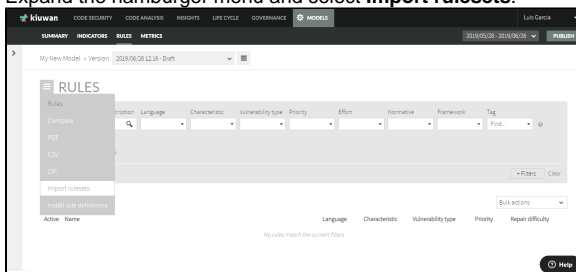 Expand the hamburger menu and select Import rulesets.
kiuwan CODE SECURITY CODE ANALYSIS INSIGHTS LIFE CYCLE GOVERNANCE MODELS Luis García
SUMMARY INDICATORS RULES METRICS 2019/05/28 - 2019/06/26 PUBLISH
My New Model » Version 2019/06/26 12:16 - Draft
RULES
Rules
cription Language Characteristic Vulnerability type Priority Effort Normative Framework Tag
Compare Find...
PDF
CSV
ZIP + Filters Clear
Import rulesets
Install rule definitions Bulk actions
Active Name Language Characteristic Vulnerability type Priority Repair difficulty
No rules match the current filters
Help